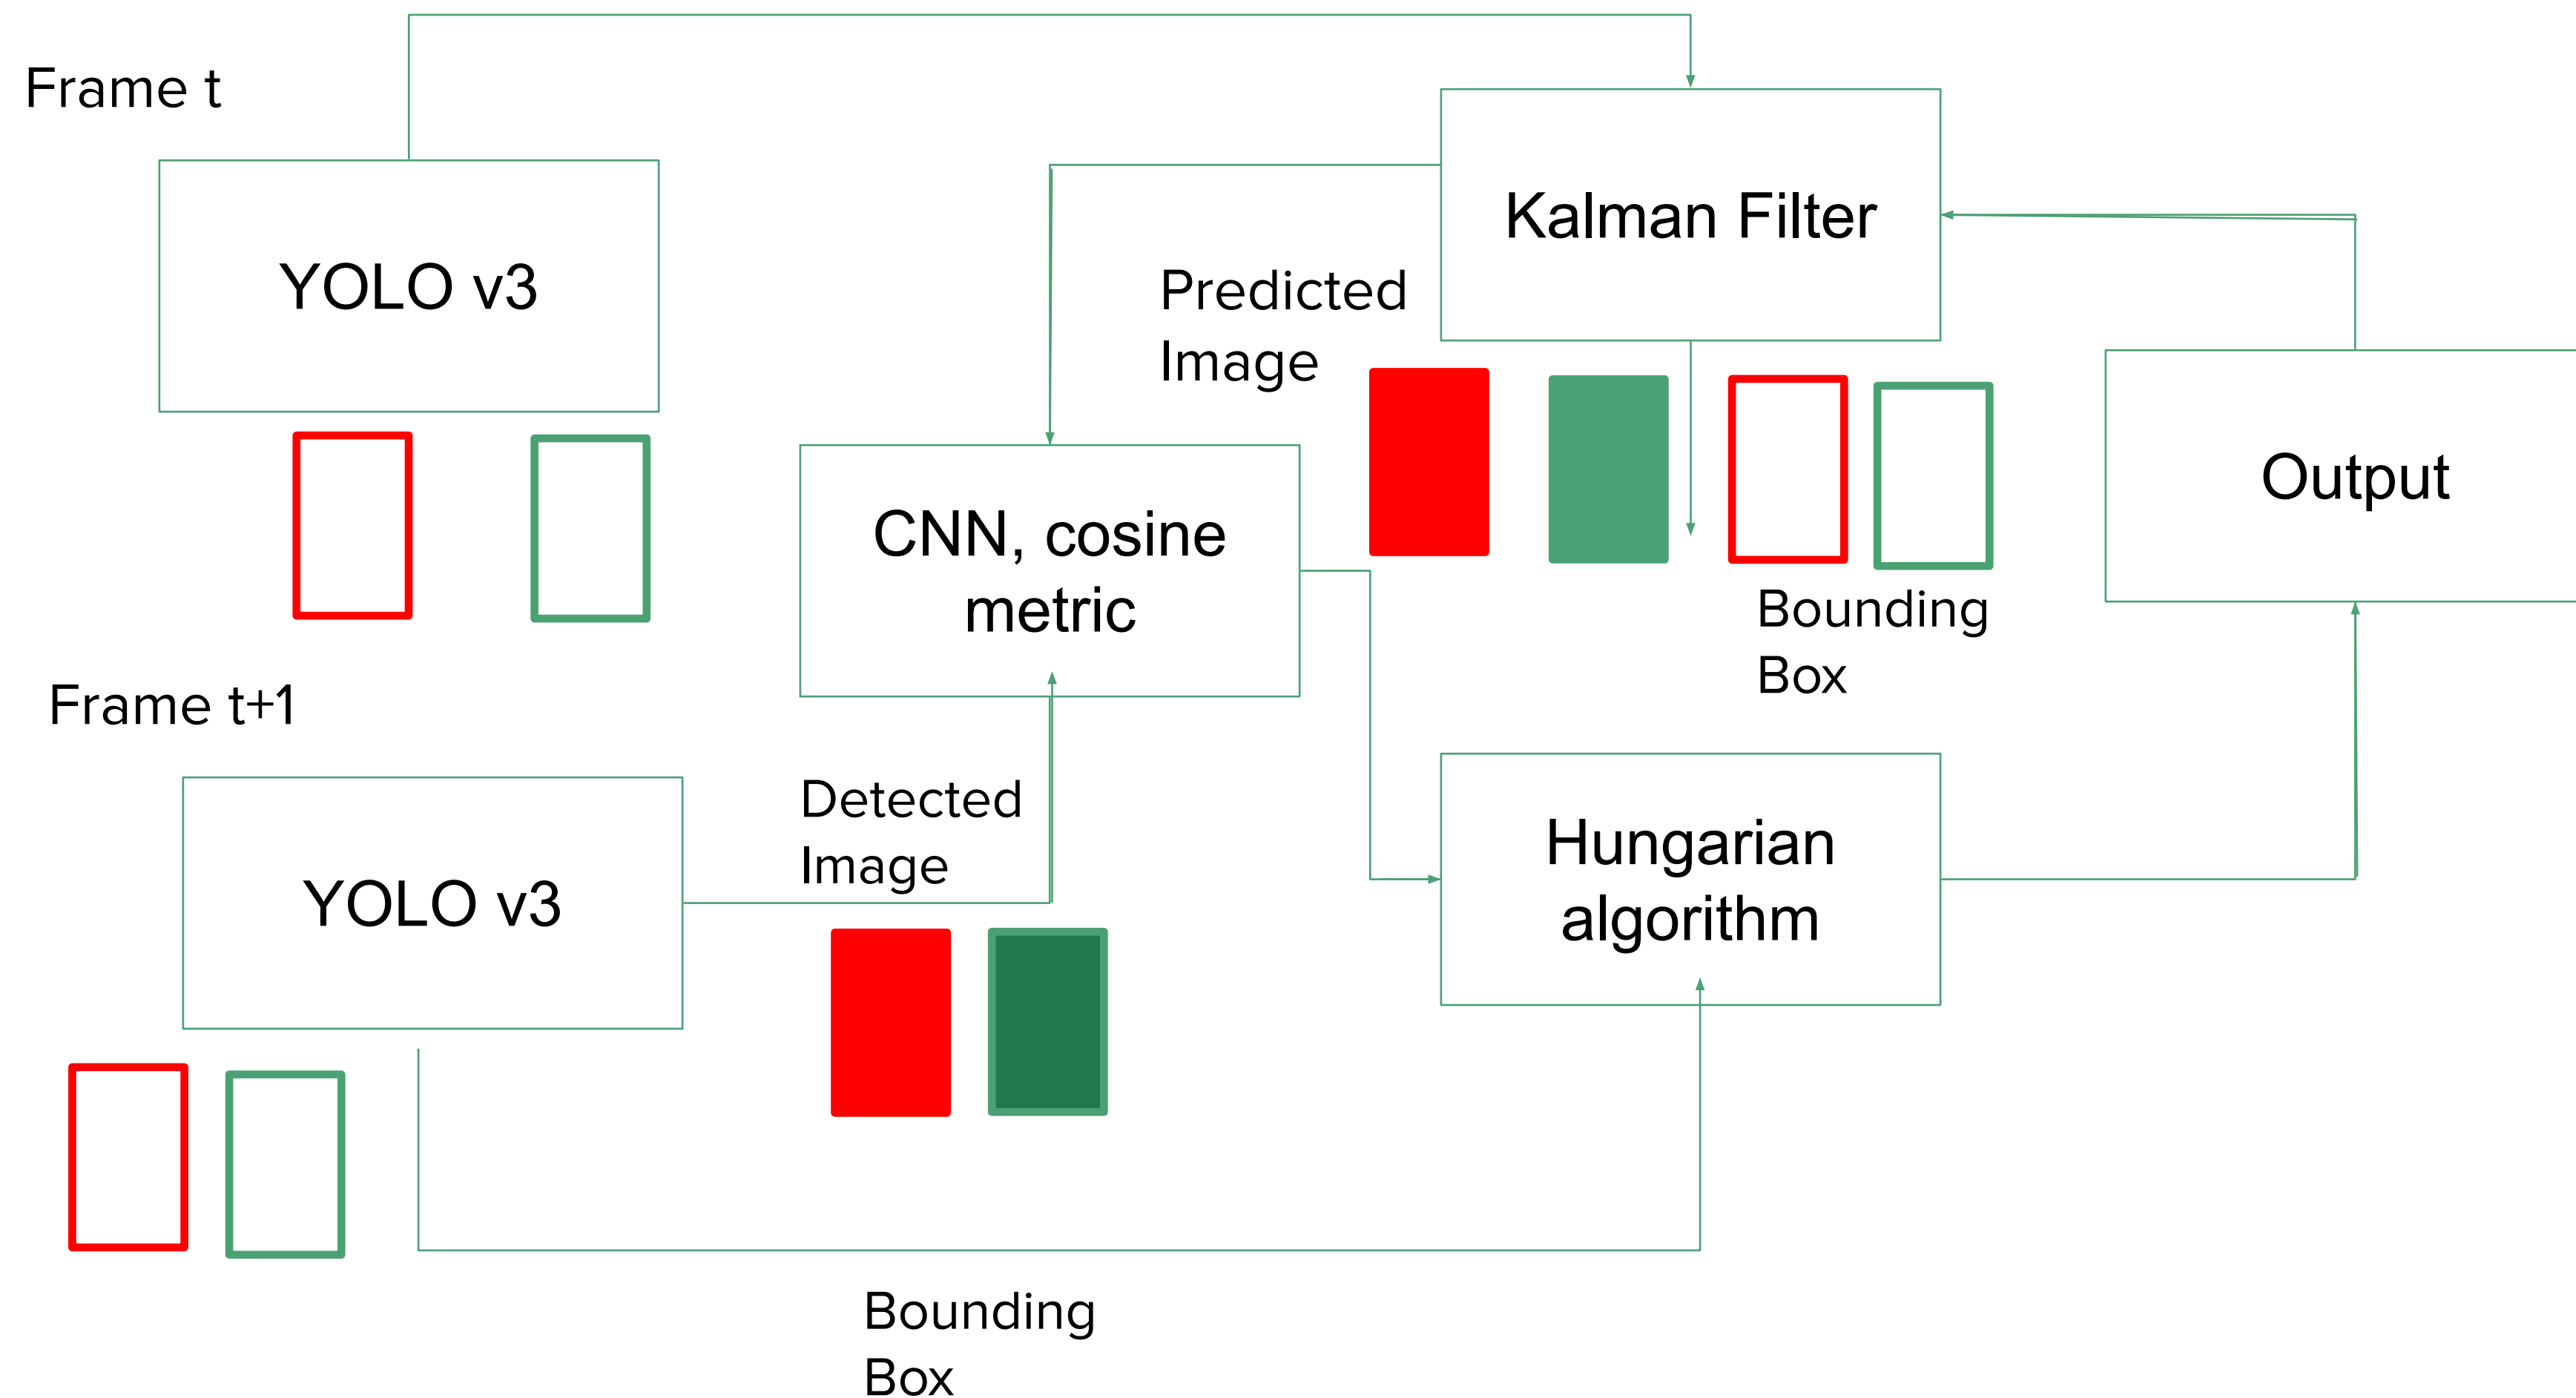 Frame t
YOLO v3
Kalman Filter
Predicted
Image
Output
CNN, cosine
metric
Bounding
Box
Frame t+1
Detected
Image
YOLO v3
Hungarian
algorithm
Bounding
Box